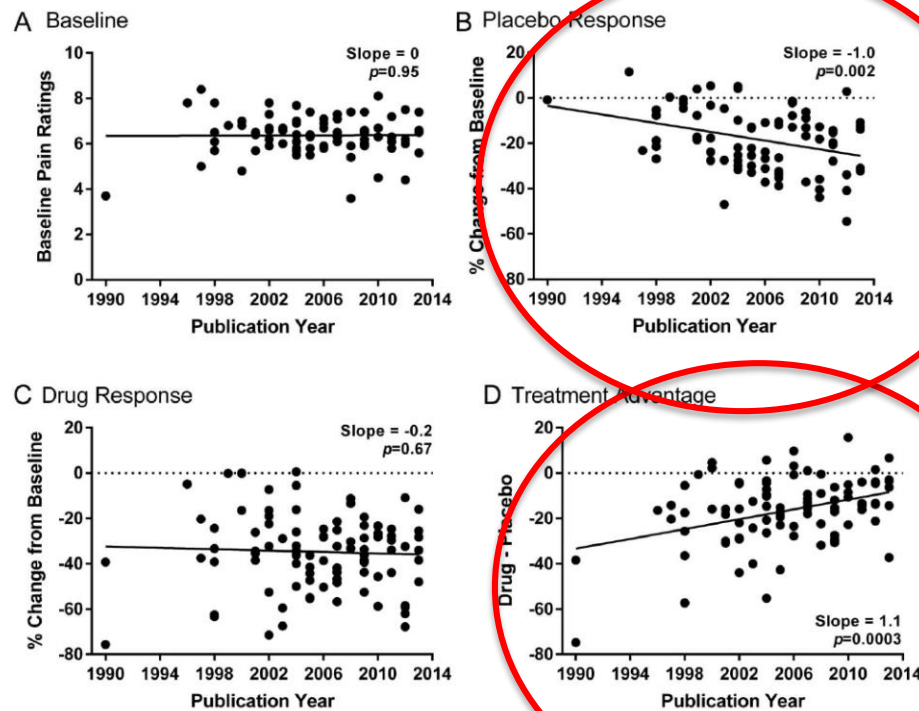 A Baseline
Slope = 0
p=0.95
10
8
6
4
2
0
Baseline Pain Ratings
1990 1994 1998 2002 2006 2010 2014
Publication Year
B Placebo Response
Slope = -1.0
p=0.002
20
0
-20
-40
-60
-80
% Change from Baseline
1990 1994 1998 2002 2006 2010 2014
Publication Year
C Drug Response
Slope = -0.2
p=0.67
20
0
-20
-40
-60
-80
% Change from Baseline
1990 1994 1998 2002 2006 2010 2014
Publication Year
D Treatment Advantage
20
0
-20
-40
-60
-80
Drug - Placebo
Slope = 1.1
p=0.0003
1990 1994 1998 2002 2006 2010 2014
Publication Year